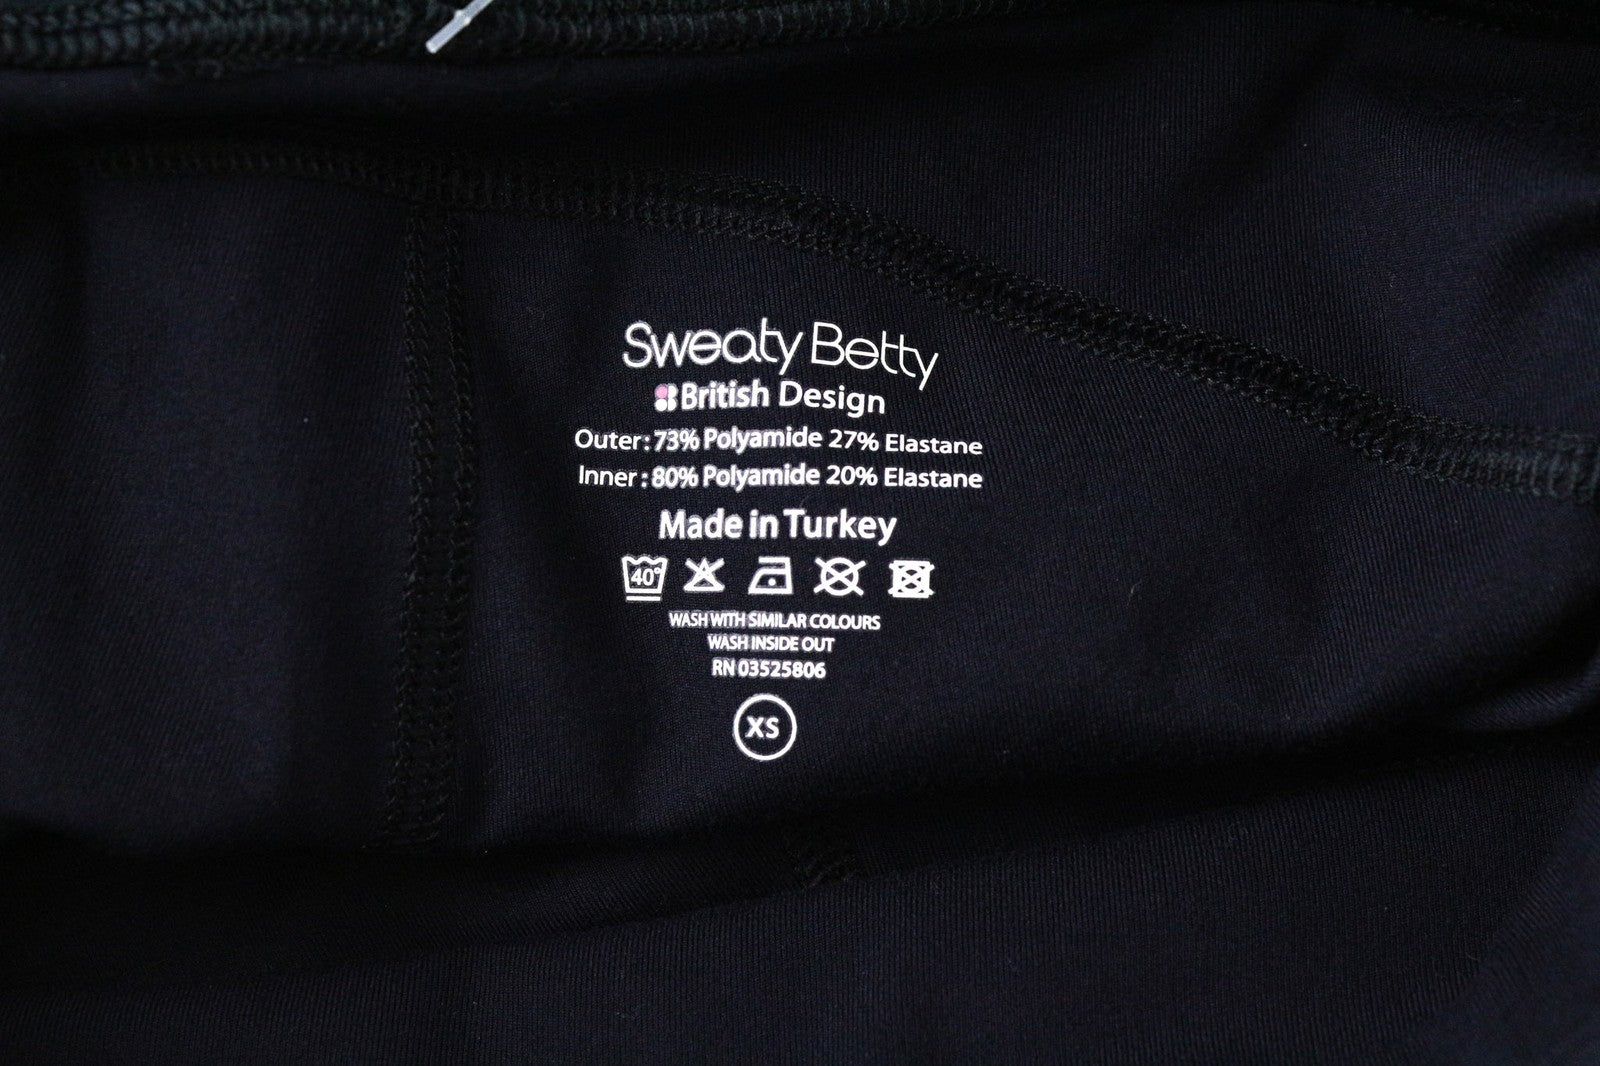 Sweaty Betty
British Design
Outer: 73% Polyamide 27% Elastane
Inner: 80% Polyamide 20% Elastane
Made in Turkey
40°
WASH WITH SIMILAR COLOURS
WASH INSIDE OUT
RN 03525806
XS